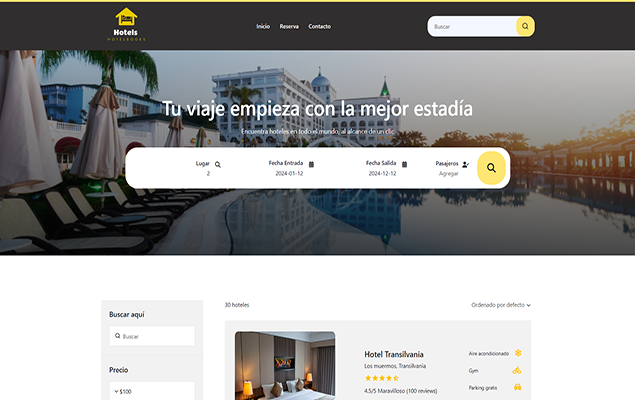 Hotels
HOTELBOOKS
Inicio Reserva Contacto
Buscar
Tu viaje empieza con la mejor estadía
Encuentra hoteles en todo el mundo, al alcance de un clic
Lugar Fecha Entrada Fecha Salida Pasajeros
2 2024-01-12 2024-12-12 Agregar
Buscar aquí
Buscar
Precio
$100
30 hoteles Ordenado por defecto
Hotel Transilvania
Los muermos, Transilvania
4,5/5 Maravilloso (100 reviews)
Aire acondicionado
Gym
Parking gratis